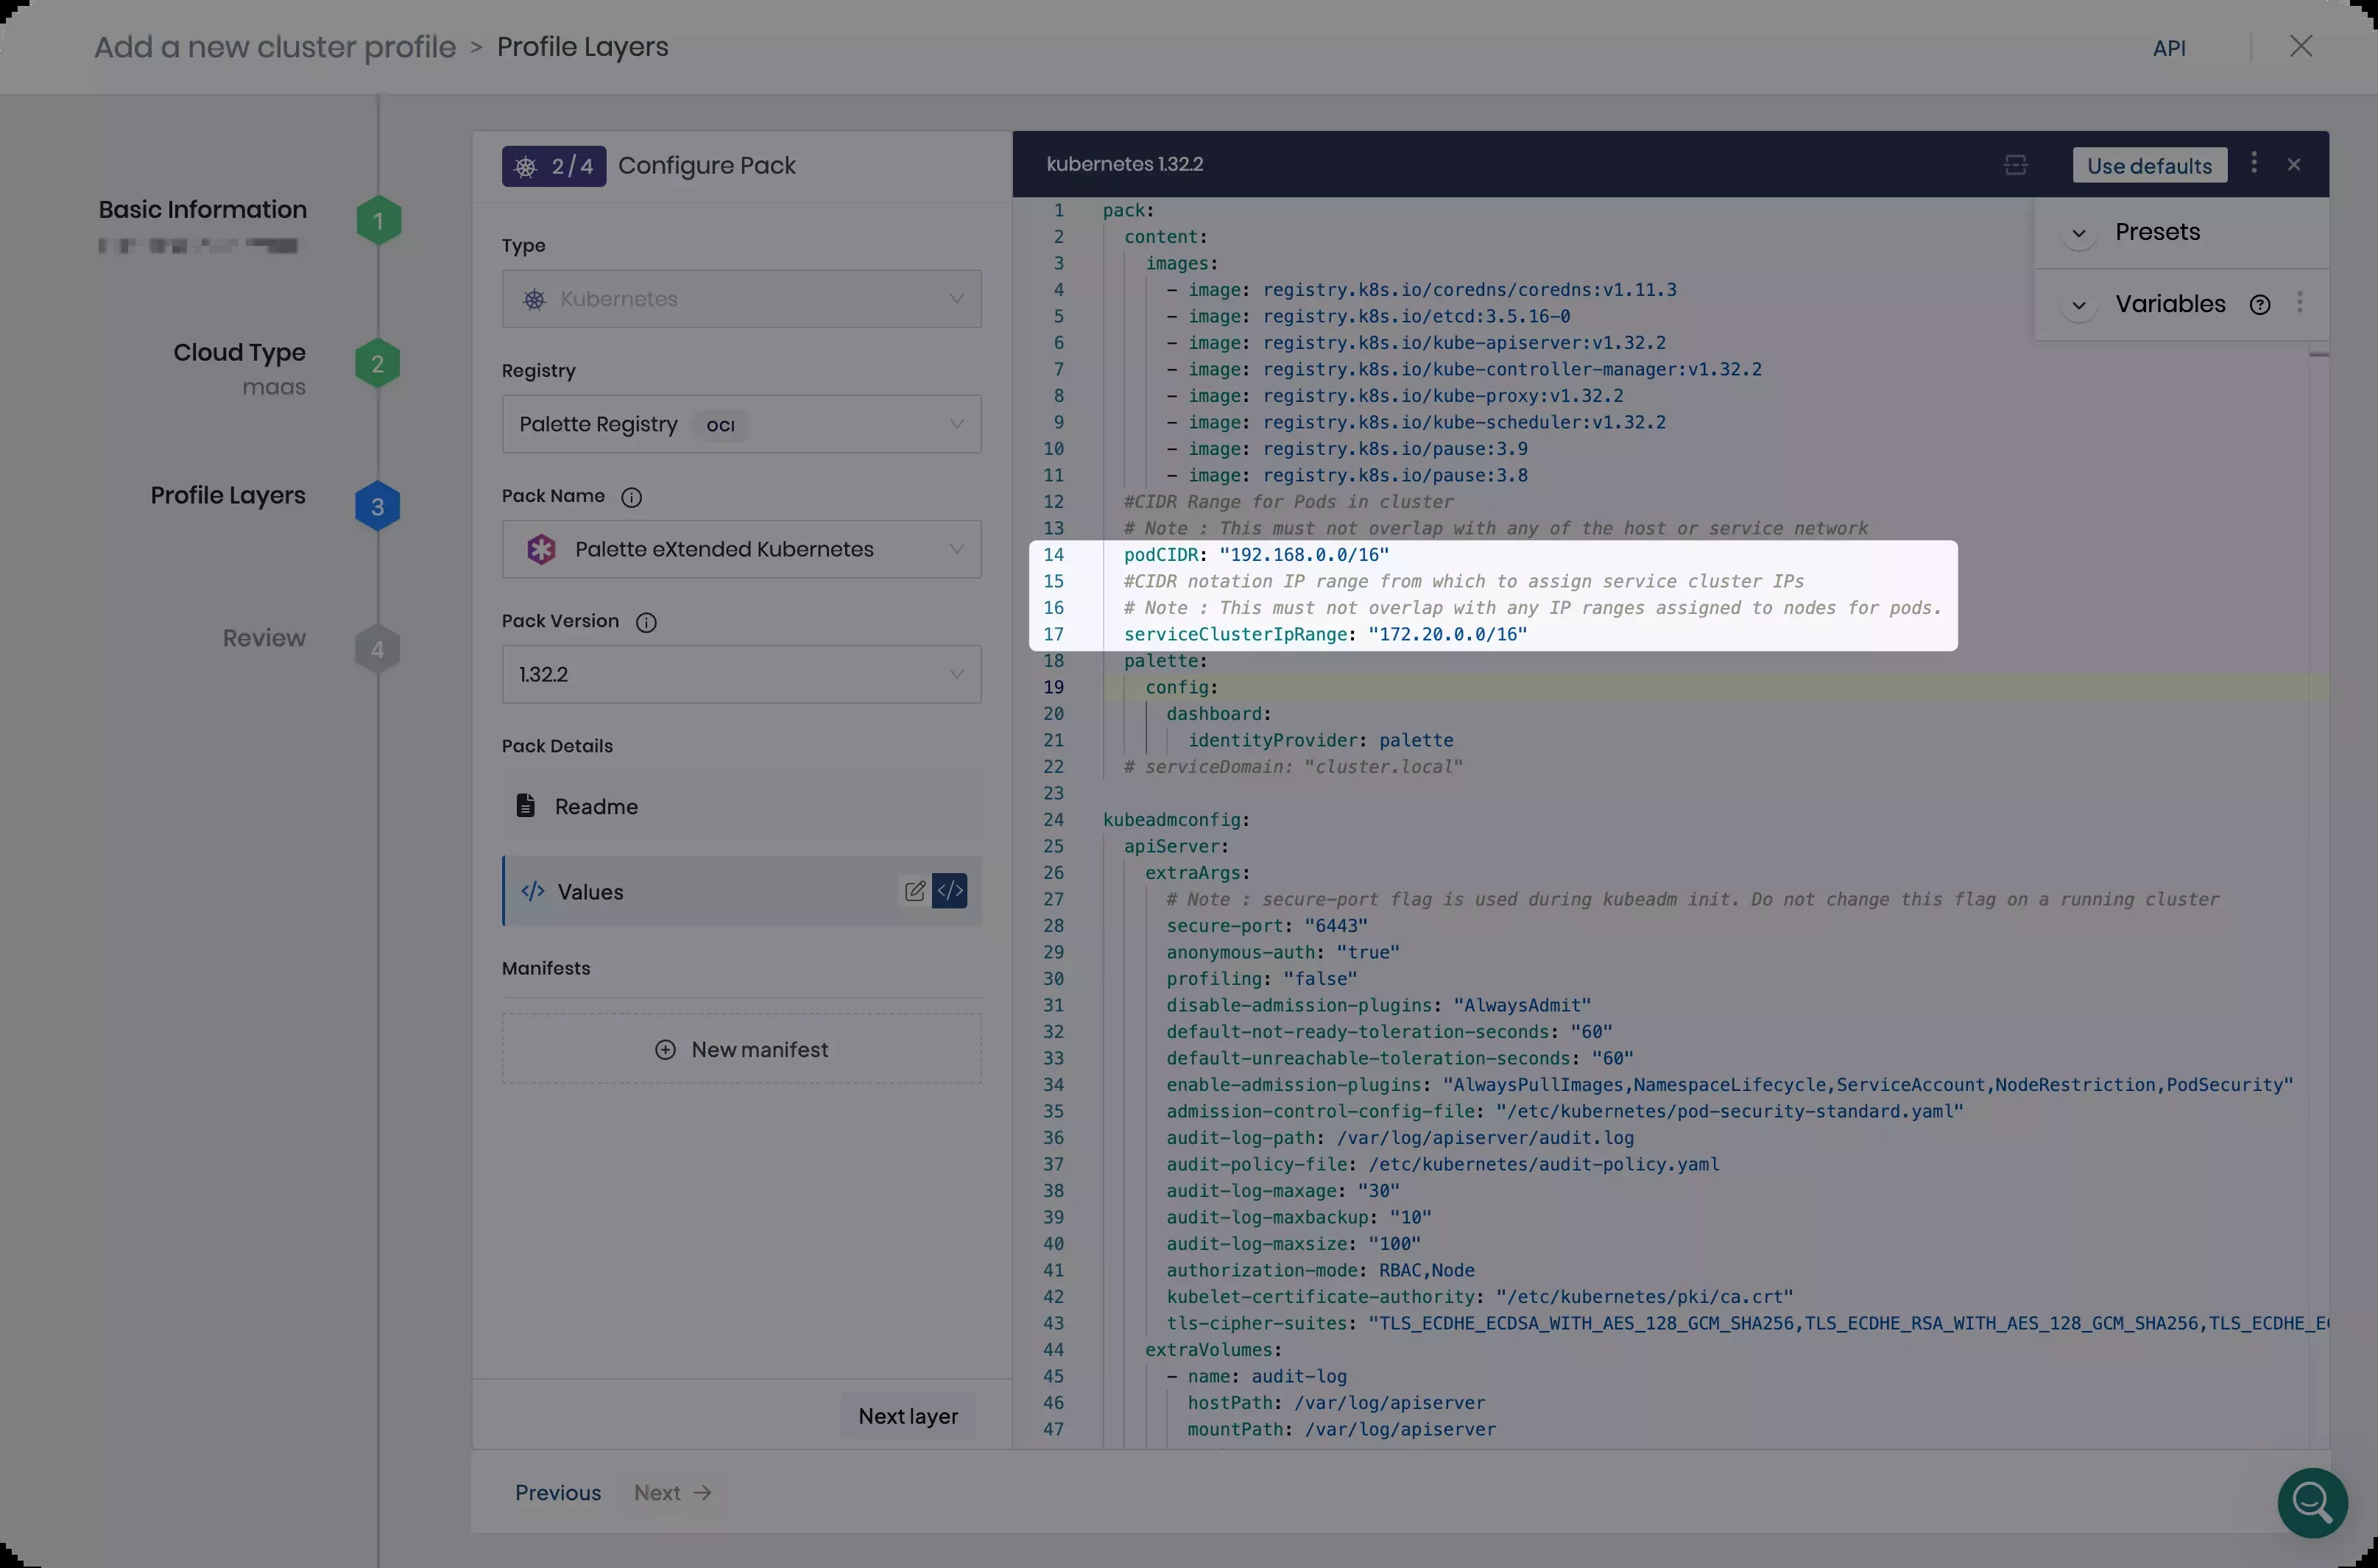 Add a new cluster profile > Profile Layers
API
Basic Information
1
Cloud Type
maas
2
Profile Layers
3
Review
4
2/4 Configure Pack
Type
Kubernetes
Registry
Palette Registry OCI
Pack Name
Palette eXtended Kubernetes
Pack Version
1.32.2
Pack Details
Readme
</> Values </>
Manifests
New manifest
Next layer
Previous Next →
kubernetes 1.32.2
Use defaults
Presets
Variables
1 pack:
2 content:
3 images:
4 - image: registry.k8s.io/coredns/coredns:v1.11.3
5 - image: registry.k8s.io/etcd:3.5.16-0
6 - image: registry.k8s.io/kube-apiserver:v1.32.2
7 - image: registry.k8s.io/kube-controller-manager:v1.32.2
8 - image: registry.k8s.io/kube-proxy:v1.32.2
9 - image: registry.k8s.io/kube-scheduler:v1.32.2
10 - image: registry.k8s.io/pause:3.9
11 - image: registry.k8s.io/pause:3.8
12 #CIDR Range for Pods in cluster
13 # Note : This must not overlap with any of the host or service network
14 podCIDR: "192.168.0.0/16"
15 #CIDR notation IP range from which to assign service cluster IPs
16 # Note : This must not overlap with any IP ranges assigned to nodes for pods.
17 serviceClusterIpRange: "172.20.0.0/16"
18 palette:
19 config:
20 dashboard:
21 identityProvider: palette
22 # serviceDomain: "cluster.local"
23
24 kubeadmconfig:
25 apiServer:
26 extraArgs:
27 # Note : secure-port flag is used during kubeadm init. Do not change this flag on a running cluster
28 secure-port: "6443"
29 anonymous-auth: "true"
30 profiling: "false"
31 disable-admission-plugins: "AlwaysAdmit"
32 default-not-ready-toleration-seconds: "60"
33 default-unreachable-toleration-seconds: "60"
34 enable-admission-plugins: "AlwaysPullImages,NamespaceLifecycle,ServiceAccount,NodeRestriction,PodSecurity"
35 admission-control-config-file: "/etc/kubernetes/pod-security-standard.yaml"
36 audit-log-path: /var/log/apiserver/audit.log
37 audit-policy-file: /etc/kubernetes/audit-policy.yaml
38 audit-log-maxage: "30"
39 audit-log-maxbackup: "10"
40 audit-log-maxsize: "100"
41 authorization-mode: RBAC,Node
42 kubelet-certificate-authority: "/etc/kubernetes/pki/ca.crt"
43 tls-cipher-suites: "TLS_ECDHE_ECDSA_WITH_AES_128_GCM_SHA256,TLS_ECDHE_RSA_WITH_AES_128_GCM_SHA256,TLS_ECDHE_E
44 extraVolumes:
45 - name: audit-log
46 hostPath: /var/log/apiserver
47 mountPath: /var/log/apiserver